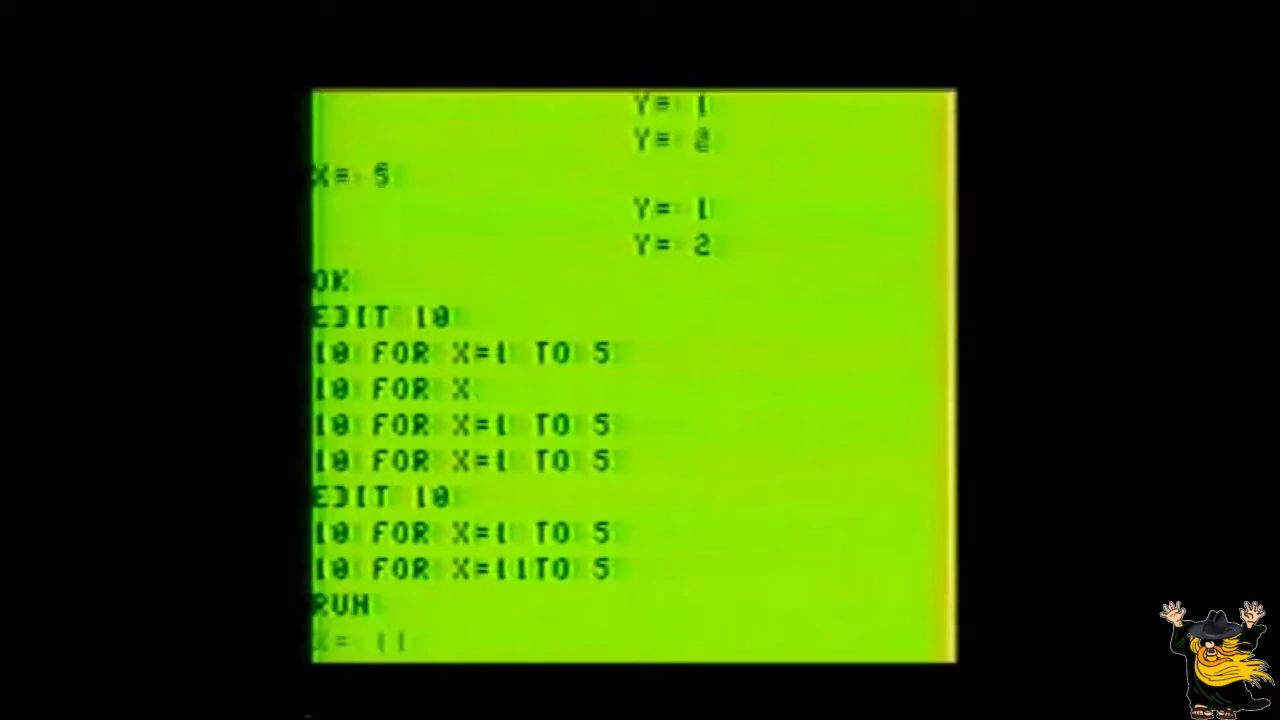 Y= 1
Y= 2
X= 5
Y= 1
Y= 2
OK
EDIT 10
10 FOR X=1 TO 5
10 FOR X
10 FOR X=1 TO 5
10 FOR X=1 TO 5
EDIT 10
10 FOR X=1 TO 5
10 FOR X=11TO 5
RUN
X= 11